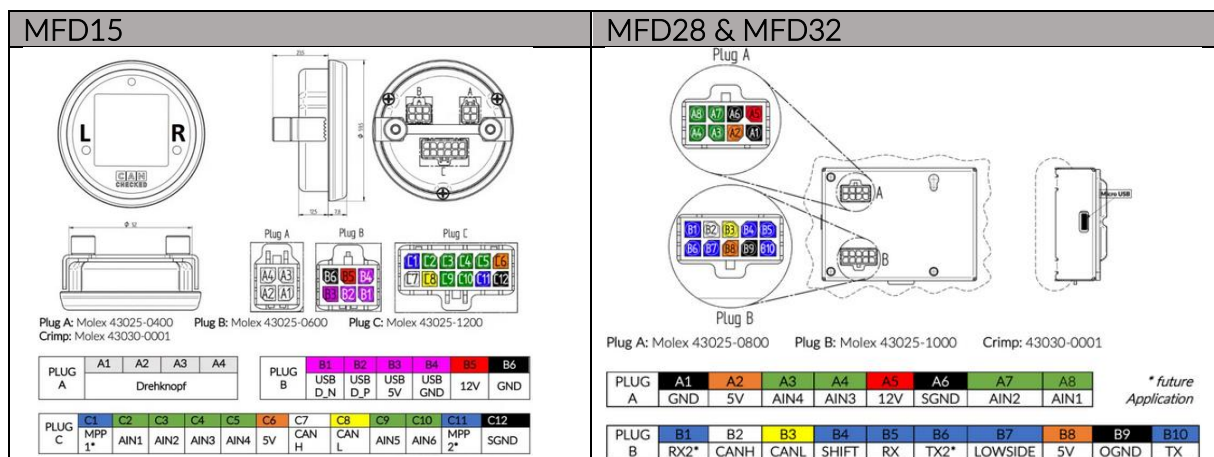 MFD15
MFD28 & MFD32
L R
CAN
CHECKED
B A
C
Plug A Plug B Plug C
A4 A3
A2 A1
B6 B5 B4
B3 B2 B1
C1 C2 C3 C4 C5 C6
C7 C8 C9 C10 C11 C12
Plug A: Molex 43025-0400 Plug B: Molex 43025-0600 Plug C: Molex 43025-1200
Crimp: Molex 43030-0001
PLUG A A1 A2 A3 A4
Drehknopf
PLUG B B1 B2 B3 B4 B5 B6
USB D_N USB D_P USB 5V USB GND 12V GND
PLUG C C1 C2 C3 C4 C5 C6 C7 C8 C9 C10 C11 C12
MPP 1* AIN1 AIN2 AIN3 AIN4 5V CAN H CAN L AIN5 AIN6 MPP 2* SGND
Plug A
A8 A7 A6 A5
A4 A3 A2 A1
A
B1 B2 B3 B4 B5
B6 B7 B8 B9 B10
B
Plug B
Micro USB
Plug A: Molex 43025-0800 Plug B: Molex 43025-1000 Crimp: 43030-0001
PLUG A A1 A2 A3 A4 A5 A6 A7 A8
GND 5V AIN4 AIN3 12V SGND AIN2 AIN1
* future
Application
PLUG B B1 B2 B3 B4 B5 B6 B7 B8 B9 B10
RX2* CANH CANL SHIFT RX TX2* LOWSIDE 5V OGND TX